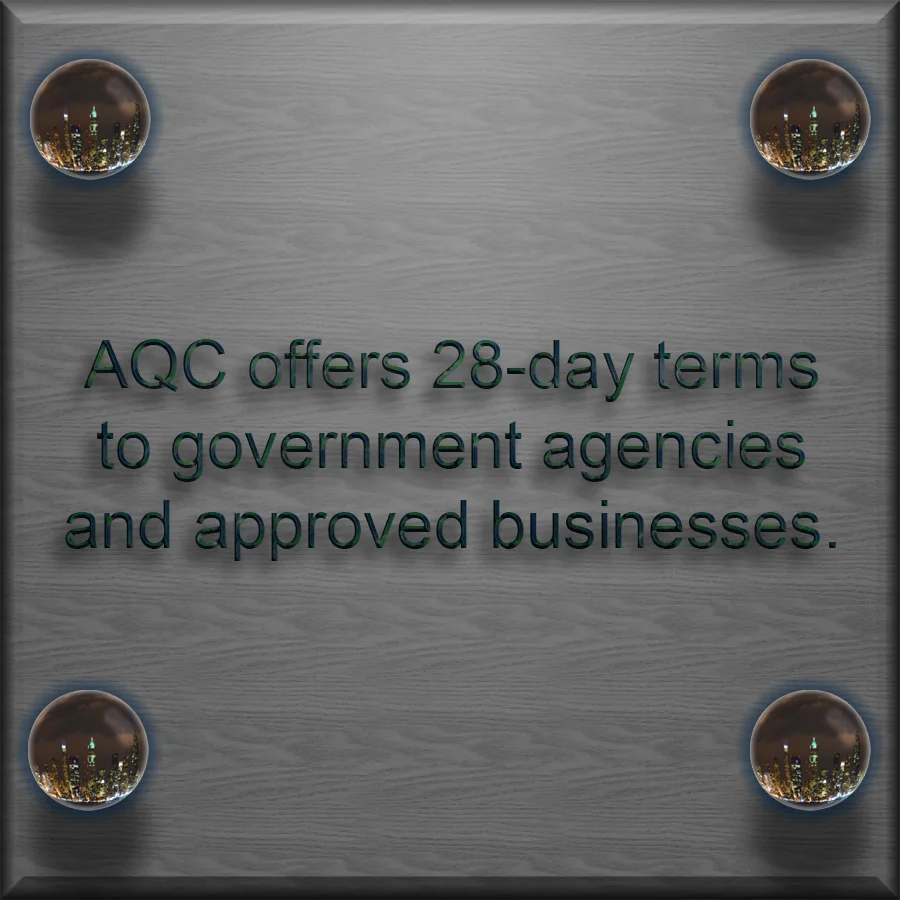 AQC offers 28-day terms
to government agencies
and approved businesses.